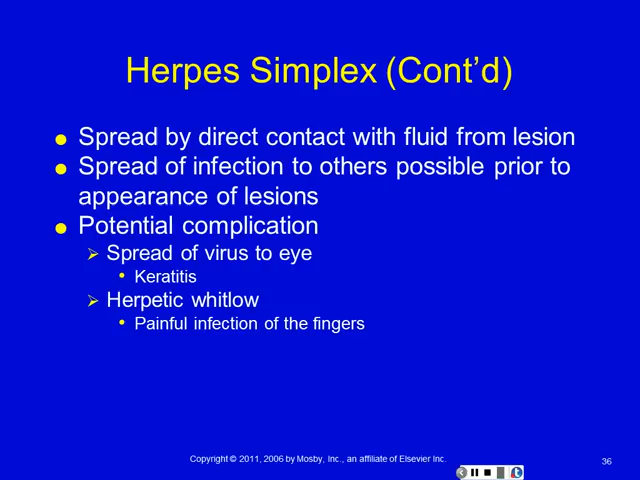 Herpes Simplex (Cont’d)
Spread by direct contact with fluid from lesion
Spread of infection to others possible prior to
appearance of lesions
Potential complication
Spread of virus to eye
Keratitis
Herpetic whitlow
Painful infection of the fingers
Copyright © 2011, 2006 by Mosby, Inc., an affiliate of Elsevier Inc.
36